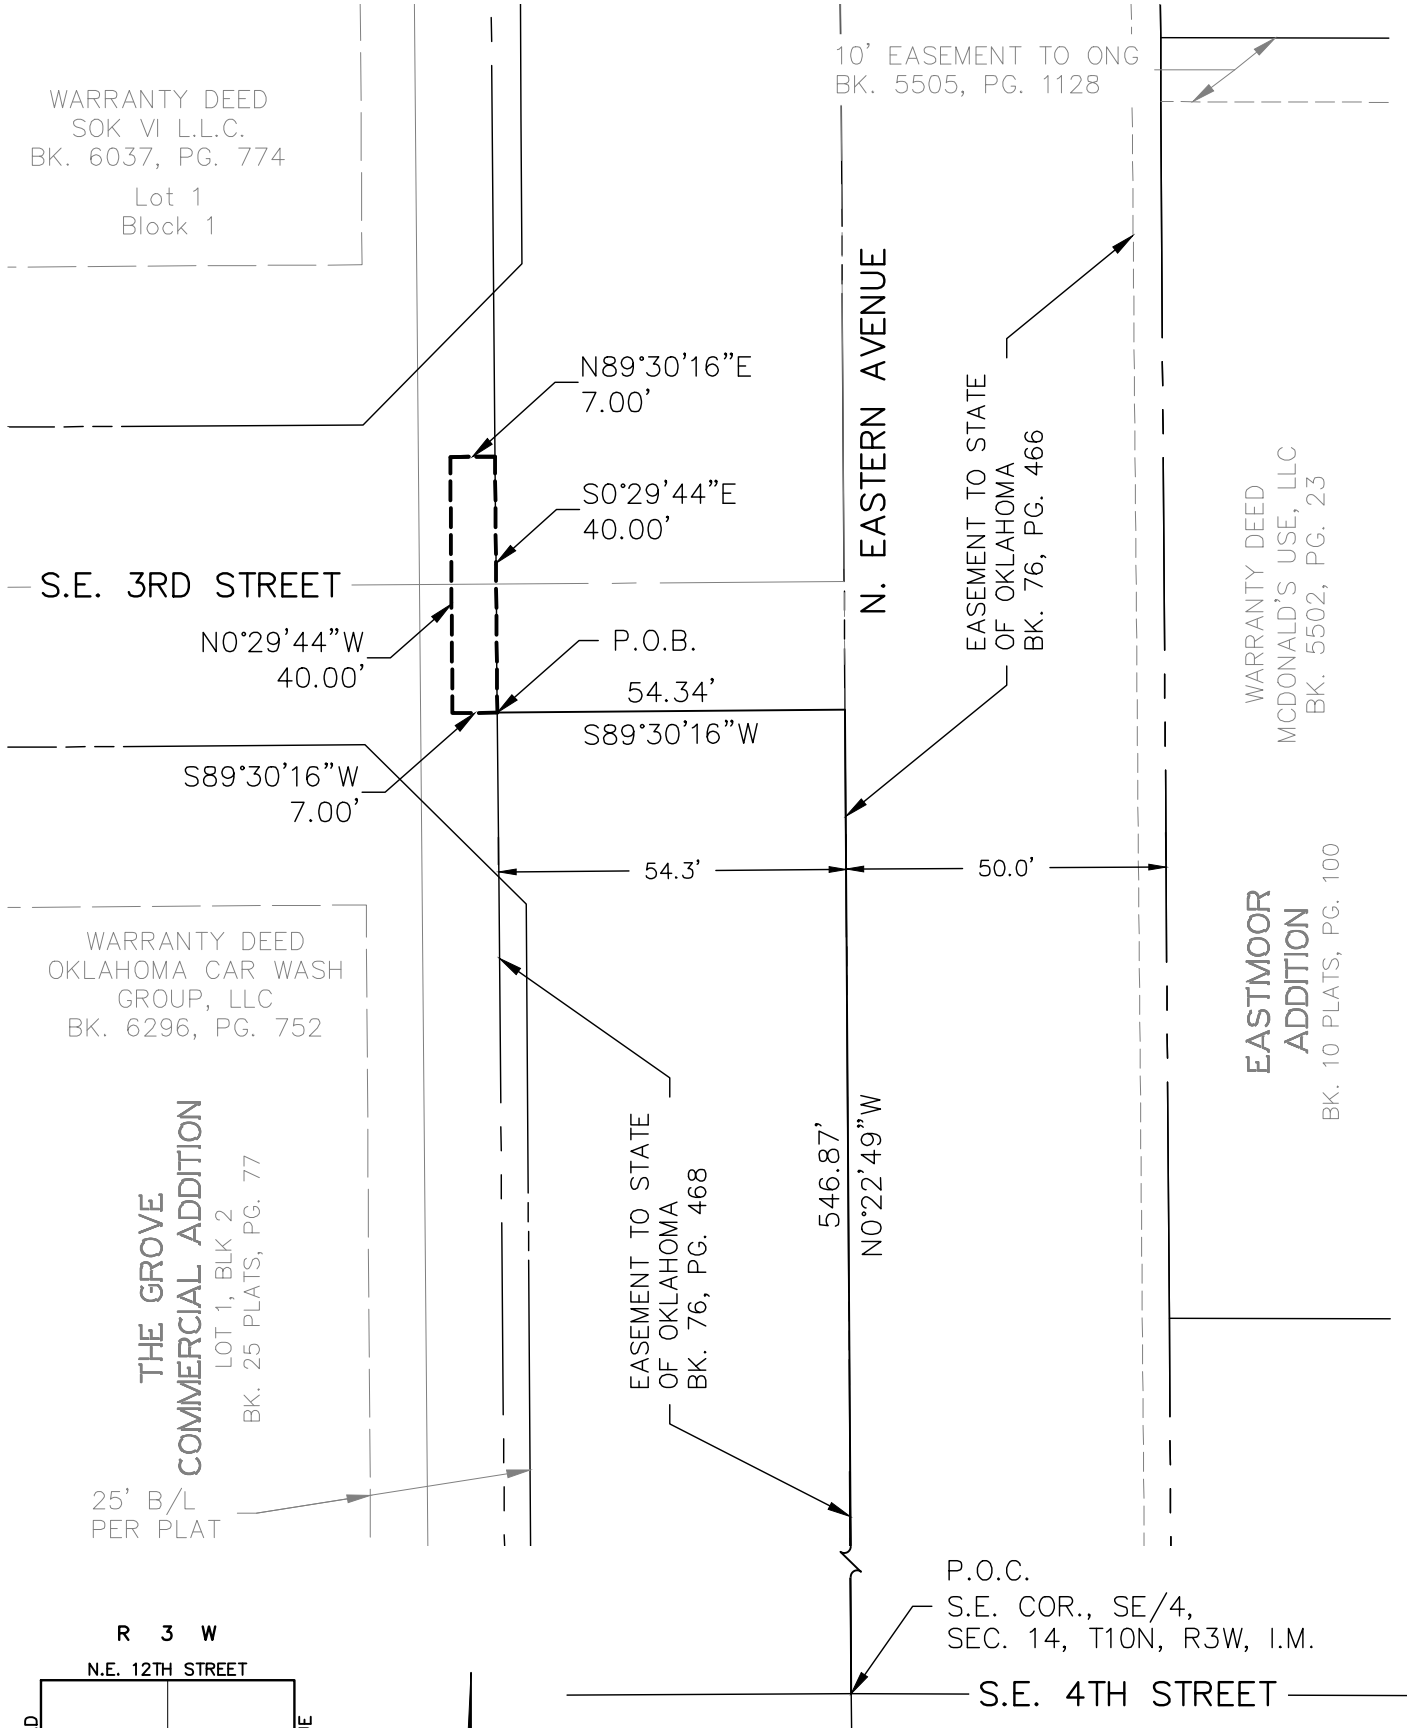 10' EASEMENT TO ONG
BK. 5505, PG. 1128
WARRANTY DEED
SOK VI L.L.C.
BK. 6037, PG. 774
Lot 1
Block 1
N. EASTERN AVENUE
N89°30'16"E
7.00'
EASEMENT TO STATE
OF OKLAHOMA
BK. 76, PG. 466
S0°29'44"E
40.00'
WARRANTY DEED
MCDONALD'S USE, LLC
BK. 5502, PG. 23
S.E. 3RD STREET
N0°29'44"W
40.00'
P.O.B.
54.34'
S89°30'16"W
S89°30'16"W
7.00'
54.3'
50.0'
EASTMOOR
ADDITION
BK. 10 PLATS, PG. 100
WARRANTY DEED
OKLAHOMA CAR WASH
GROUP, LLC
BK. 6296, PG. 752
THE GROVE
COMMERCIAL ADDITION
LOT 1, BLK 2
BK. 25 PLATS, PG. 77
EASEMENT TO STATE
OF OKLAHOMA
BK. 76, PG. 468
546.87'
N0°22'49"W
25' B/L
PER PLAT
P.O.C.
S.E. COR., SE/4,
SEC. 14, T10N, R3W, I.M.
S.E. 4TH STREET
R 3 W
N.E. 12TH STREET